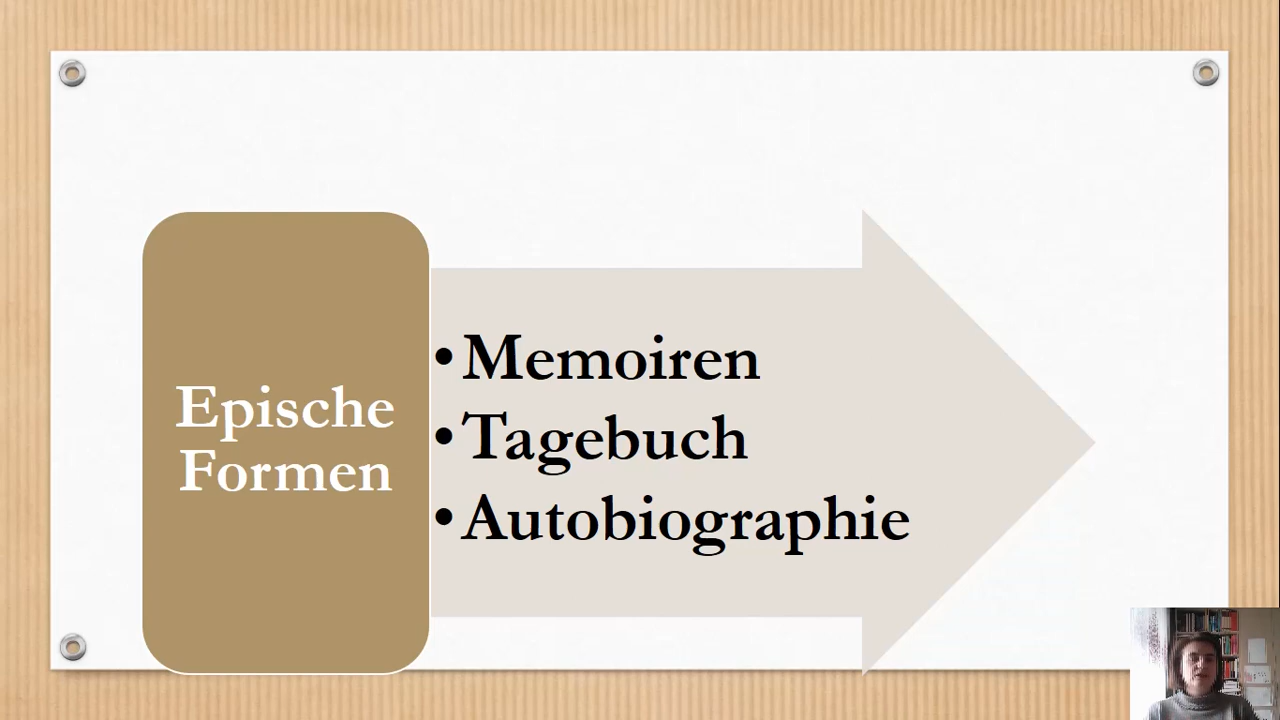 Epische
Formen
• Memoiren
• Tagebuch
• Autobiographie